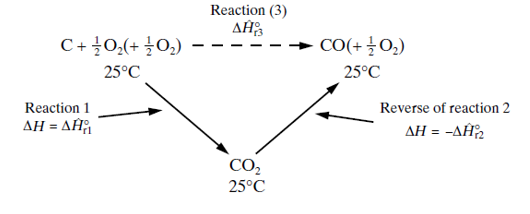 Reaction (3)
ΔĤ°r3
C + ½O₂(+ ½O₂)
CO(+ ½O₂)
25°C
25°C
Reaction 1
ΔH = ΔĤ°r1
Reverse of reaction 2
ΔH = −ΔĤ°r2
CO₂
25°C